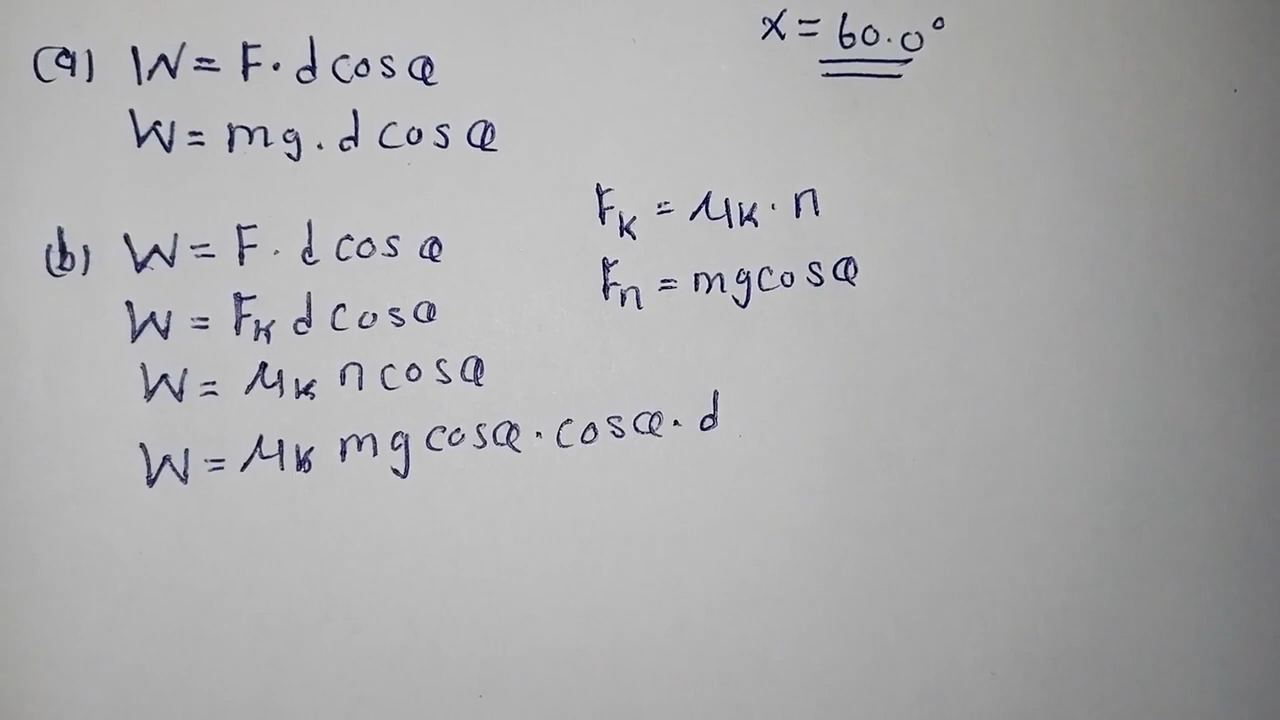 x = 60.0°
(a) W = F · d cos θ
W = mg · d cos θ
(b) W = F · d cos θ
W = Fk d cos θ
W = μk n cos θ
W = μk mg cos θ · cos θ · d
Fk = μk · n
Fn = mg cos θ